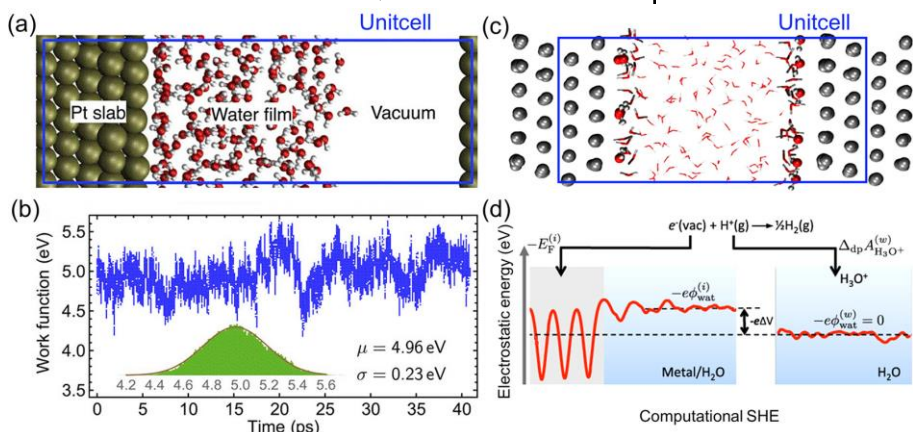 (a)
Unitcell
Pt slab
Water film
Vacuum
(b)
Work function (eV)
5.5
5.0
4.5
4.0
3.5
4.2 4.4 4.6 4.8 5.0 5.2 5.4 5.6
μ = 4.96 eV
σ = 0.23 eV
0 5 10 15 20 25 30 35 40
Time (ps)
(c)
Unitcell
(d)
Electrostatic energy (eV)
e⁻(vac) + H⁺(g) → ½H₂(g)
−E_F^(i)
Δ_dp A_H₃O⁺^(w)
H₃O⁺
−eϕ_wat^(i)
−eΔV
−eϕ_wat^(w) = 0
Metal/H₂O
H₂O
Computational SHE